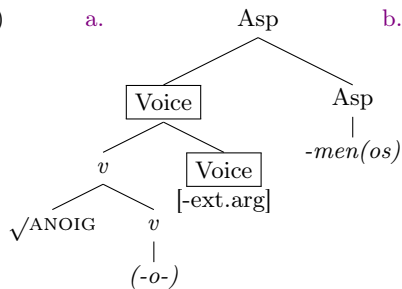 ) a. Asp b.
Voice Asp
-men(os)
v Voice
[-ext.arg]
√ANOIG v
(-o-)